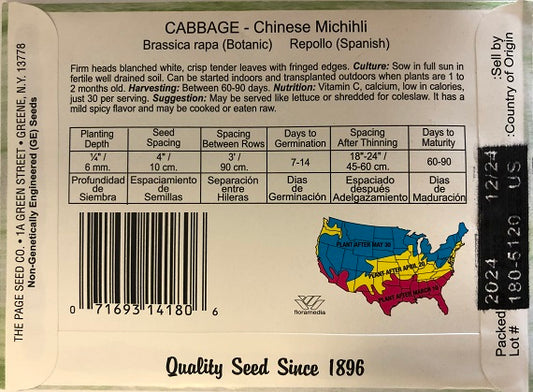 CABBAGE - Chinese Michihli
Brassica rapa (Botanic) Repollo (Spanish)
Firm heads blanched white, crisp tender leaves with fringed edges. Culture: Sow in full sun in
fertile well drained soil. Can be started indoors and transplanted outdoors when plants are 1 to
2 months old. Harvesting: Between 60-90 days. Nutrition: Vitamin C, calcium, low in calories,
just 30 per serving. Suggestion: May be served like lettuce or shredded for coleslaw. It has a
mild spicy flavor and may be cooked or eaten raw.
Planting Depth
Seed Spacing
Spacing Between Rows
Days to Germination
Spacing After Thinning
Days to Maturity
1/4" / 6 mm.
4" / 10 cm.
3' / 90 cm.
7-14
18"-24" / 45-60 cm.
60-90
Profundidad de Siembra
Espaciamiento de Semillas
Separación entre Hileras
Dias de Germinación
Espaciado después Adelgazamiento
Dias de Maduración
0 71693 14180 6
PLANT AFTER MAY 30
PLANT AFTER APRIL 20
PLANT AFTER MARCH 10
floramedia
Quality Seed Since 1896
THE PAGE SEED CO. • 1A GREEN STREET • GREENE, N.Y. 13778
Non-Genetically Engineered (GE) Seeds
:Sell by
:Country of Origin
2024 12/24
180-5120 US
Packed
Lot #